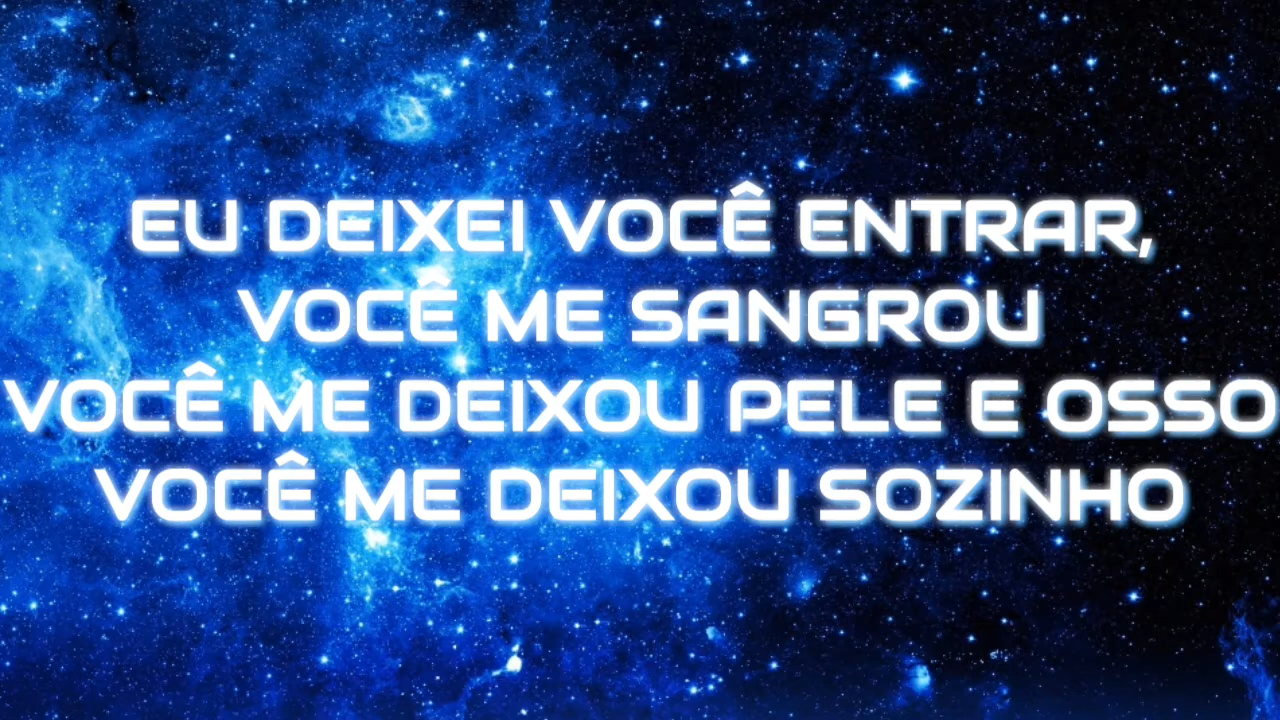 EU DEIXEI VOCÊ ENTRAR,
VOCÊ ME SANGROU
VOCÊ ME DEIXOU PELE E OSSO
VOCÊ ME DEIXOU SOZINHO